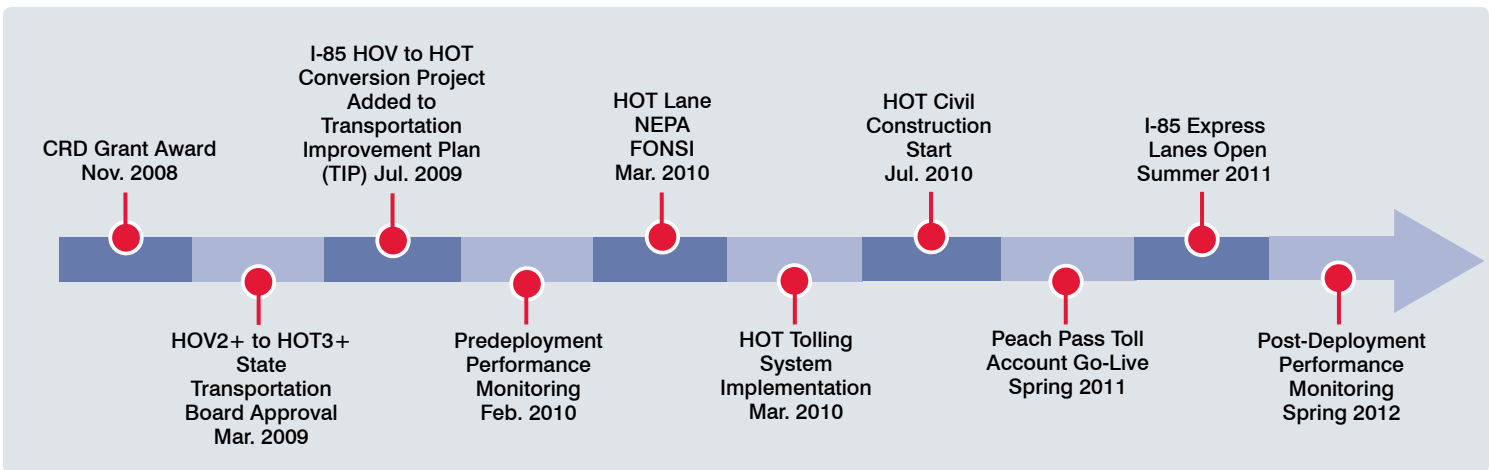 CRD Grant Award
Nov. 2008
HOV2+ to HOT3+
State
Transportation
Board Approval
Mar. 2009
I-85 HOV to HOT
Conversion Project
Added to
Transportation
Improvement Plan
(TIP) Jul. 2009
Predeployment
Performance
Monitoring
Feb. 2010
HOT Lane
NEPA
FONSI
Mar. 2010
HOT Tolling
System
Implementation
Mar. 2010
HOT Civil
Construction
Start
Jul. 2010
Peach Pass Toll
Account Go-Live
Spring 2011
I-85 Express
Lanes Open
Summer 2011
Post-Deployment
Performance
Monitoring
Spring 2012